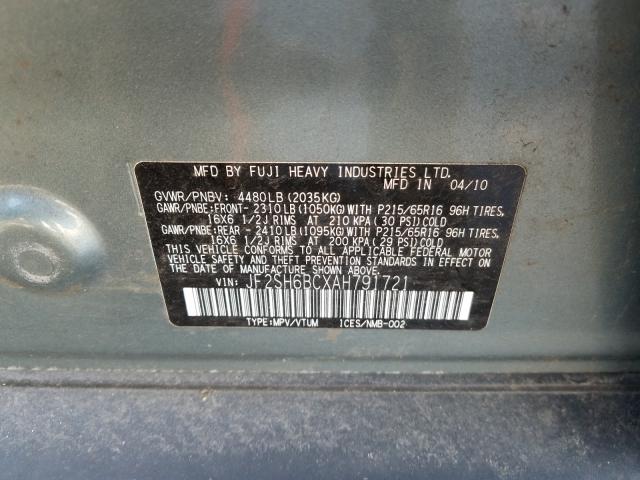 MFD BY FUJI HEAVY INDUSTRIES LTD.
MFD IN 04/10
GVWR/PNBV: 4480LB (2035KG)
GAWR/PNBE:FRONT-2310LB (1050KG) WITH P215/65R16 96H TIRES,
16X6 1/2J RIMS AT 210 KPA (30 PSI) COLD
GAWR/PNBE:REAR -2410LB (1095KG) WITH P215/65R16 96H TIRES,
16X6 1/2J RIMS AT 200 KPA (29 PSI) COLD
THIS VEHICLE CONFORMS TO ALL APPLICABLE FEDERAL MOTOR
VEHICLE SAFETY AND THEFT PREVENTION STANDARDS IN EFFECT
ON THE DATE OF MANUFACTURE SHOWN ABOVE.
VIN: JF2SH6BCXAH791721
TYPE:MPV/VTUM ICES/NMB-002